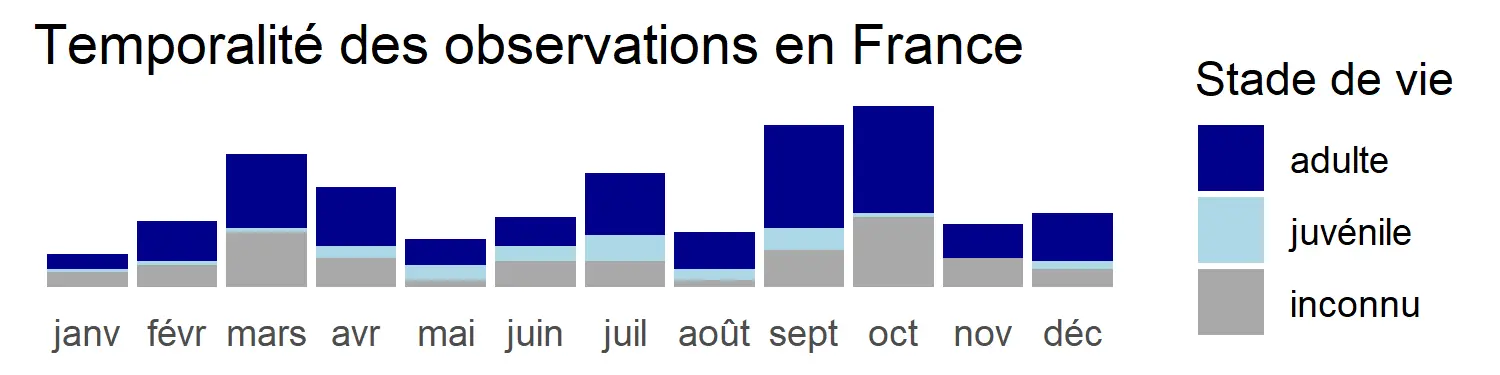 Temporalité des observations en France
Stade de vie
adulte
juvénile
inconnu
janv févr mars avr mai juin juil août sept oct nov déc